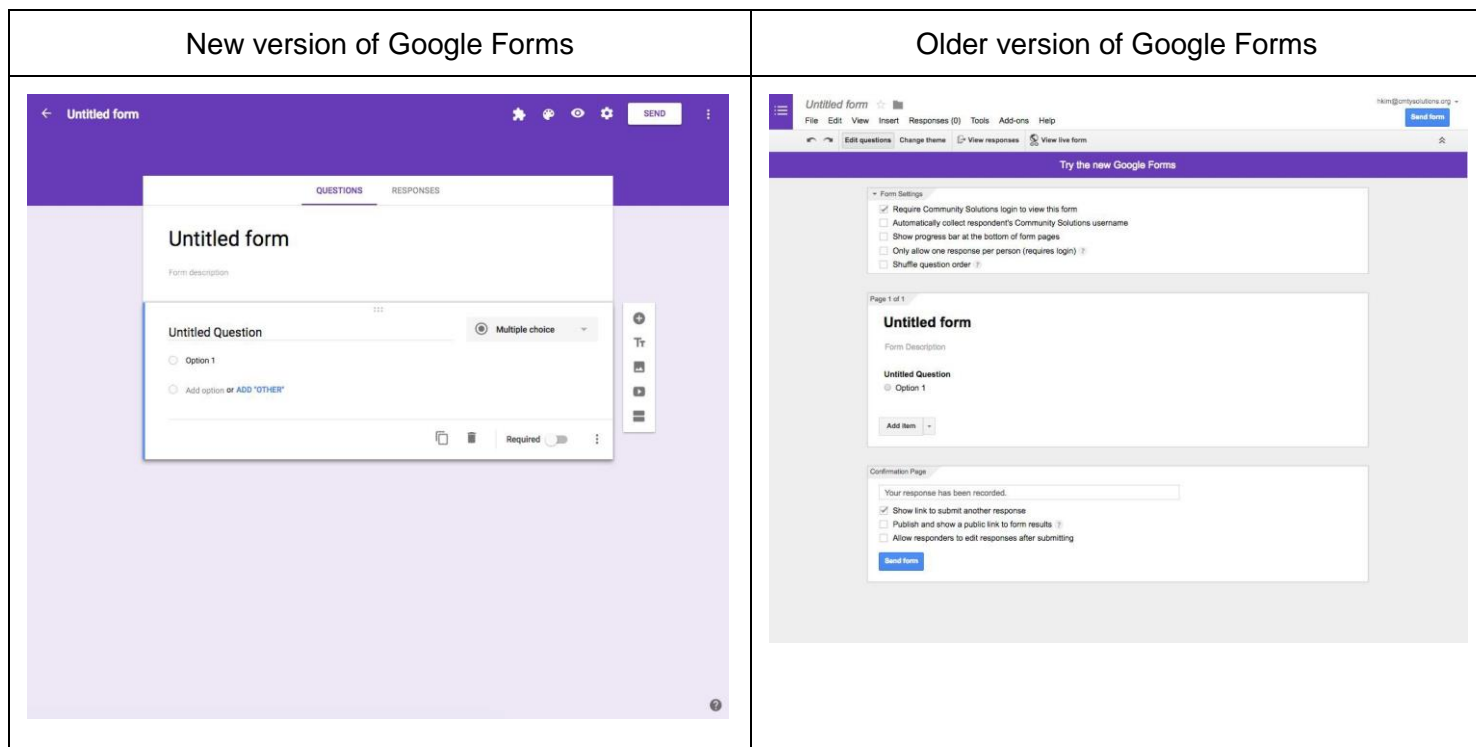 New version of Google Forms
Older version of Google Forms
Untitled form
SEND
QUESTIONS RESPONSES
Untitled form
Form description
Untitled Question
Multiple choice
Option 1
Add option or ADD "OTHER"
Required
Untitled form
hkim@cmtysolutions.org
File Edit View Insert Responses (0) Tools Add-ons Help
Send form
Edit questions Change theme View responses View live form
Try the new Google Forms
Form Settings
Require Community Solutions login to view this form
Automatically collect respondent's Community Solutions username
Show progress bar at the bottom of form pages
Only allow one response per person (requires login) ?
Shuffle question order ?
Page 1 of 1
Untitled form
Form Description
Untitled Question
Option 1
Add item
Confirmation Page
Your response has been recorded.
Show link to submit another response
Publish and show a public link to form results ?
Allow responders to edit responses after submitting
Send form